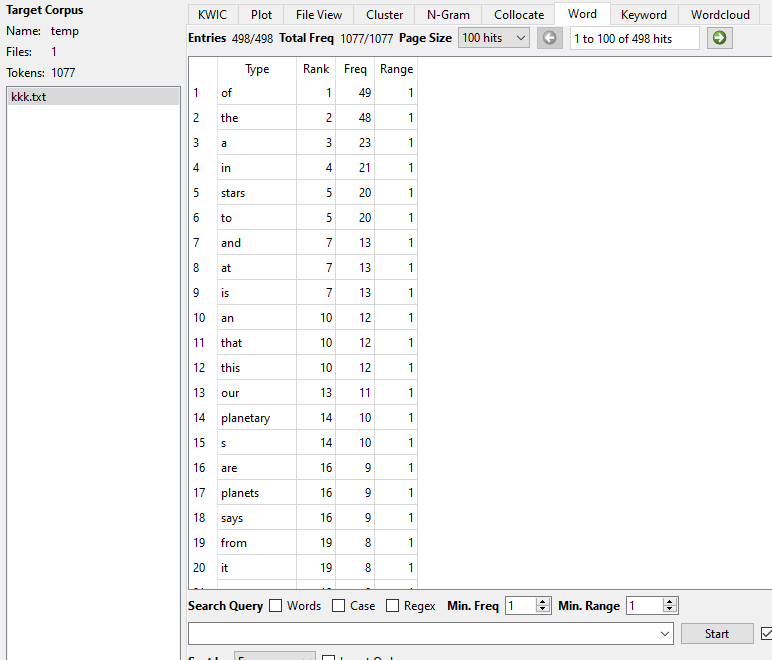 Target Corpus
Name: temp
Files: 1
Tokens: 1077
kkk.txt
KWIC Plot File View Cluster N-Gram Collocate Word Keyword Wordcloud
Entries 498/498 Total Freq 1077/1077 Page Size 100 hits 1 to 100 of 498 hits
Type Rank Freq Range
1 of 1 49 1
2 the 2 48 1
3 a 3 23 1
4 in 4 21 1
5 stars 5 20 1
6 to 5 20 1
7 and 7 13 1
8 at 7 13 1
9 is 7 13 1
10 an 10 12 1
11 that 10 12 1
12 this 10 12 1
13 our 13 11 1
14 planetary 14 10 1
15 s 14 10 1
16 are 16 9 1
17 planets 16 9 1
18 says 16 9 1
19 from 19 8 1
20 it 19 8 1
Search Query Words Case Regex Min. Freq 1 Min. Range 1
Start